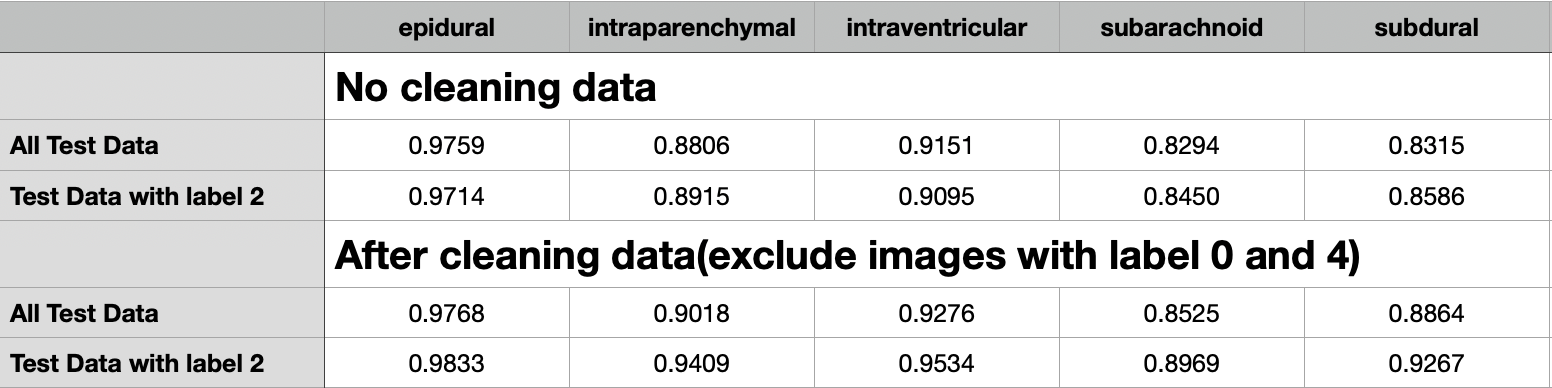 epidural intraparenchymal intraventricular subarachnoid subdural
No cleaning data
All Test Data 0.9759 0.8806 0.9151 0.8294 0.8315
Test Data with label 2 0.9714 0.8915 0.9095 0.8450 0.8586
After cleaning data(exclude images with label 0 and 4)
All Test Data 0.9768 0.9018 0.9276 0.8525 0.8864
Test Data with label 2 0.9833 0.9409 0.9534 0.8969 0.9267